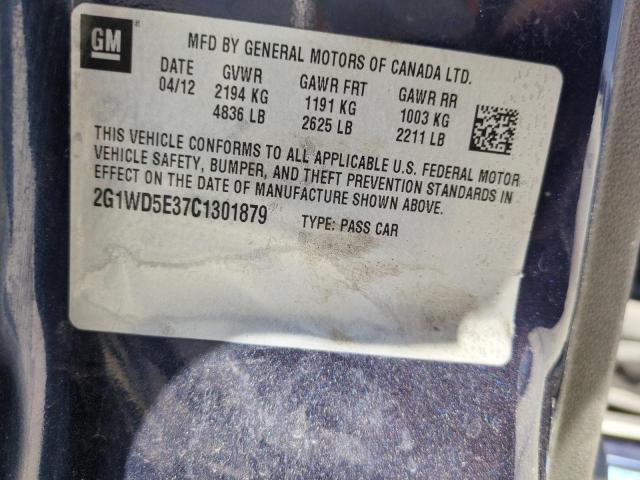 GM
MFD BY GENERAL MOTORS OF CANADA LTD.
DATE GVWR GAWR FRT GAWR RR
04/12 2194 KG 1191 KG 1003 KG
4836 LB 2625 LB 2211 LB
THIS VEHICLE CONFORMS TO ALL APPLICABLE U.S. FEDERAL MOTOR
VEHICLE SAFETY, BUMPER, AND THEFT PREVENTION STANDARDS IN
EFFECT ON THE DATE OF MANUFACTURE SHOWN ABOVE.
2G1WD5E37C1301879 TYPE: PASS CAR